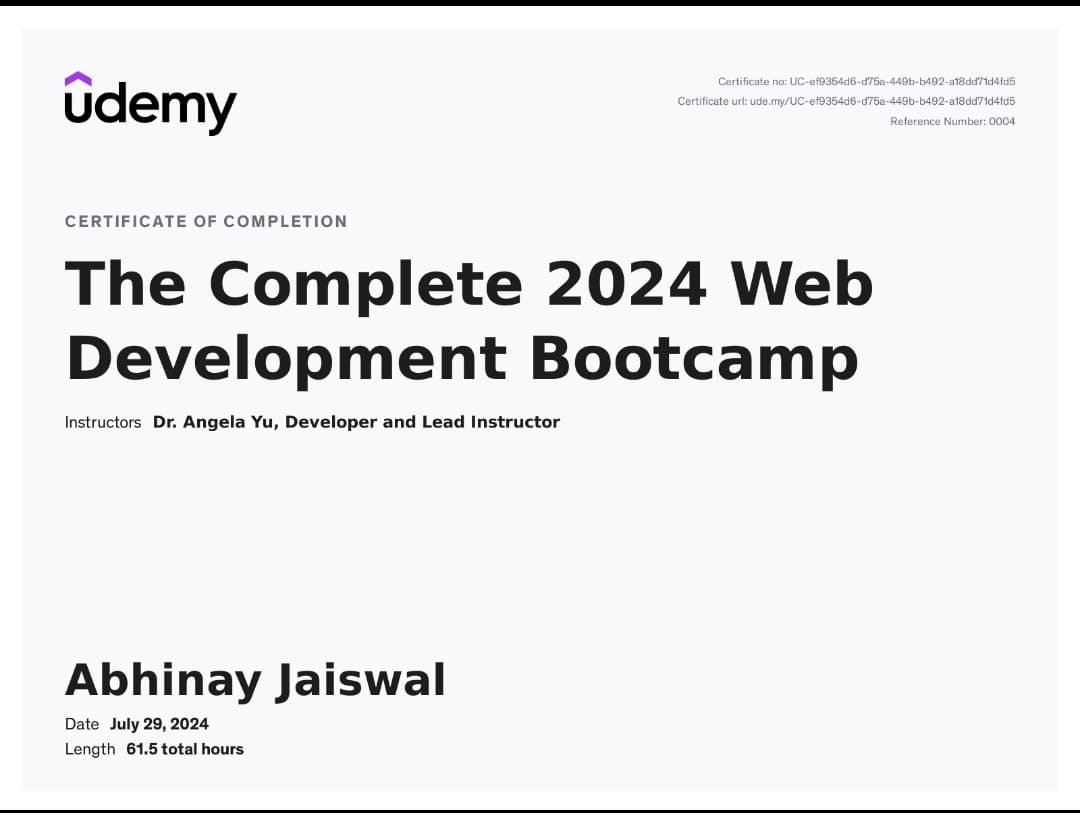 udemy
Certificate no: UC-ef9354d6-d75a-449b-b492-a18dd71d4fd5
Certificate url: ude.my/UC-ef9354d6-d75a-449b-b492-a18dd71d4fd5
Reference Number: 0004
CERTIFICATE OF COMPLETION
The Complete 2024 Web
Development Bootcamp
Instructors Dr. Angela Yu, Developer and Lead Instructor
Abhinay Jaiswal
Date July 29, 2024
Length 61.5 total hours